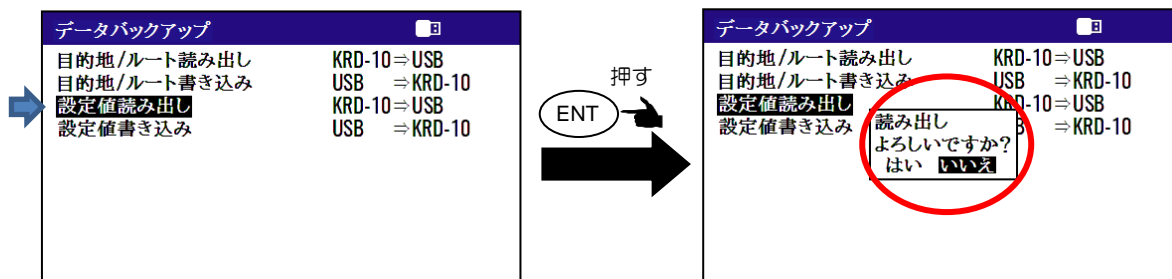 データバックアップ
目的地/ルート読み出し KRD-10⇒USB
目的地/ルート書き込み USB ⇒KRD-10
設定値読み出し KRD-10⇒USB
設定値書き込み USB ⇒KRD-10
押す
ENT
データバックアップ
目的地/ルート読み出し KRD-10⇒USB
目的地/ルート書き込み USB ⇒KRD-10
設定値読み出し KRD-10⇒USB
設定値書き込み B ⇒KRD-10
読み出し
よろしいですか?
はい いいえ